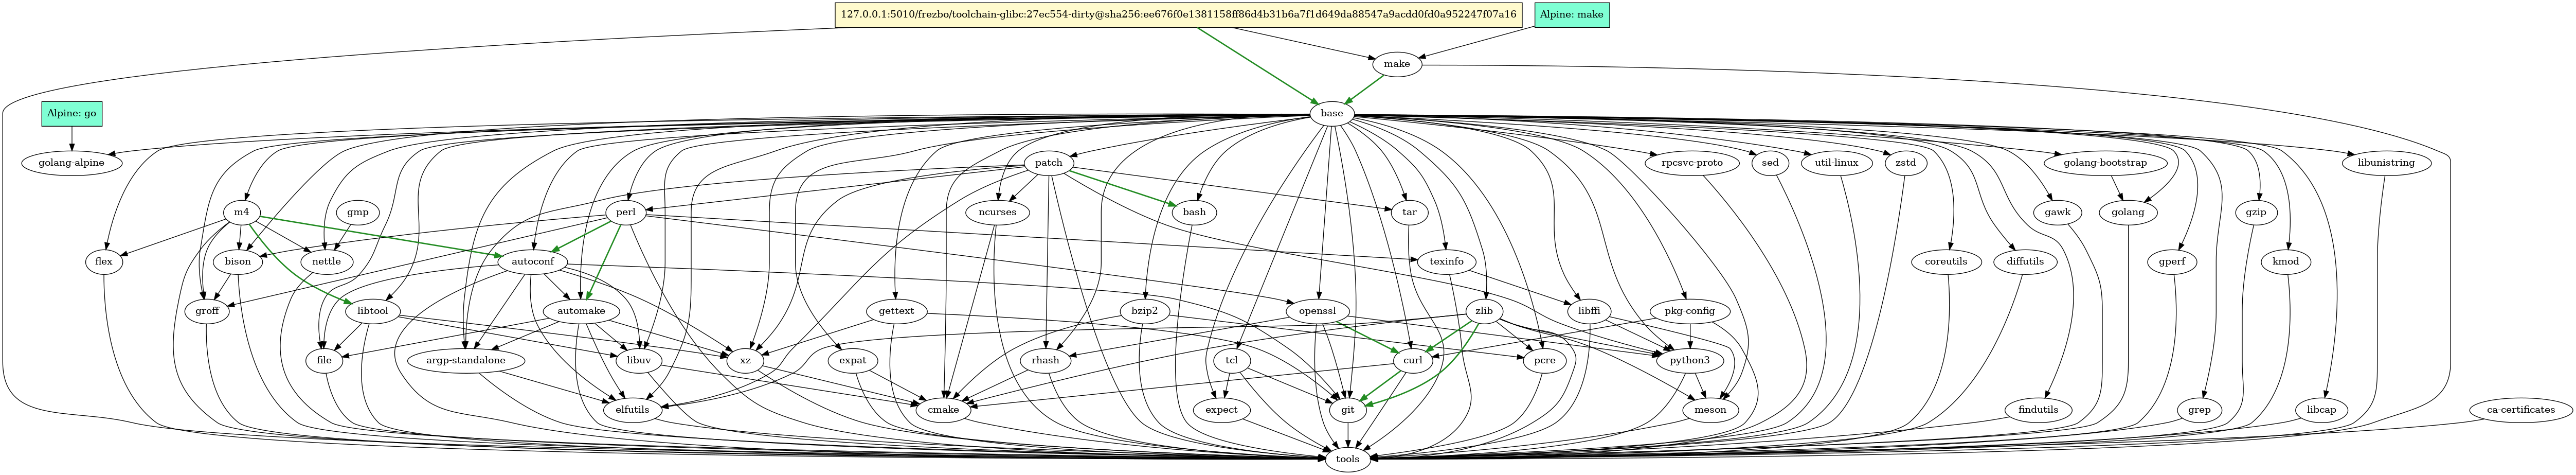 127.0.0.1:5010/frezbo/toolchain-glibc:27ec554-dirty@sha256:ee676f0e1381158ff86d4b31b6a7f1d649da88547a9acdd0fd0a952247f07a16
Alpine: make
make
Alpine: go
base
golang-alpine
patch
rpcsvc-proto
sed
util-linux
zstd
golang-bootstrap
libunistring
m4
gmp
perl
ncurses
bash
tar
gawk
golang
gzip
flex
bison
nettle
autoconf
texinfo
coreutils
diffutils
gperf
kmod
groff
libtool
automake
gettext
bzip2
openssl
zlib
libffi
pkg-config
file
argp-standalone
libuv
xz
expat
rhash
tcl
curl
pcre
python3
elfutils
cmake
expect
git
meson
findutils
grep
libcap
ca-certificates
tools